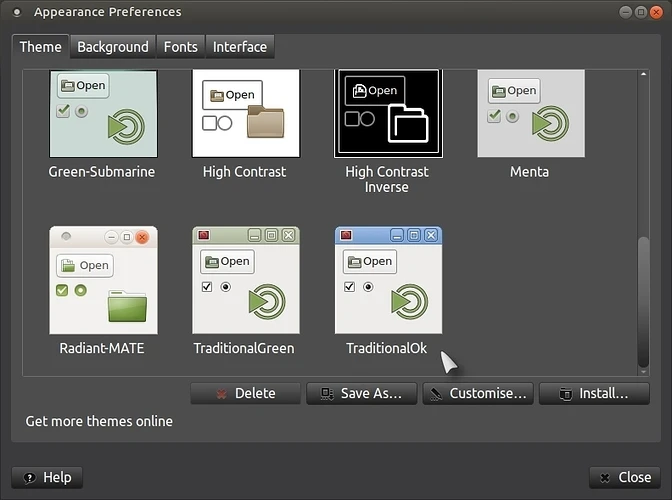 Appearance Preferences
Theme Background Fonts Interface
Open Open Open Open
Green-Submarine High Contrast High Contrast Inverse Menta
Open Open Open
Radiant-MATE TraditionalGreen TraditionalOk
Delete Save As... Customise... Install...
Get more themes online
Help Close